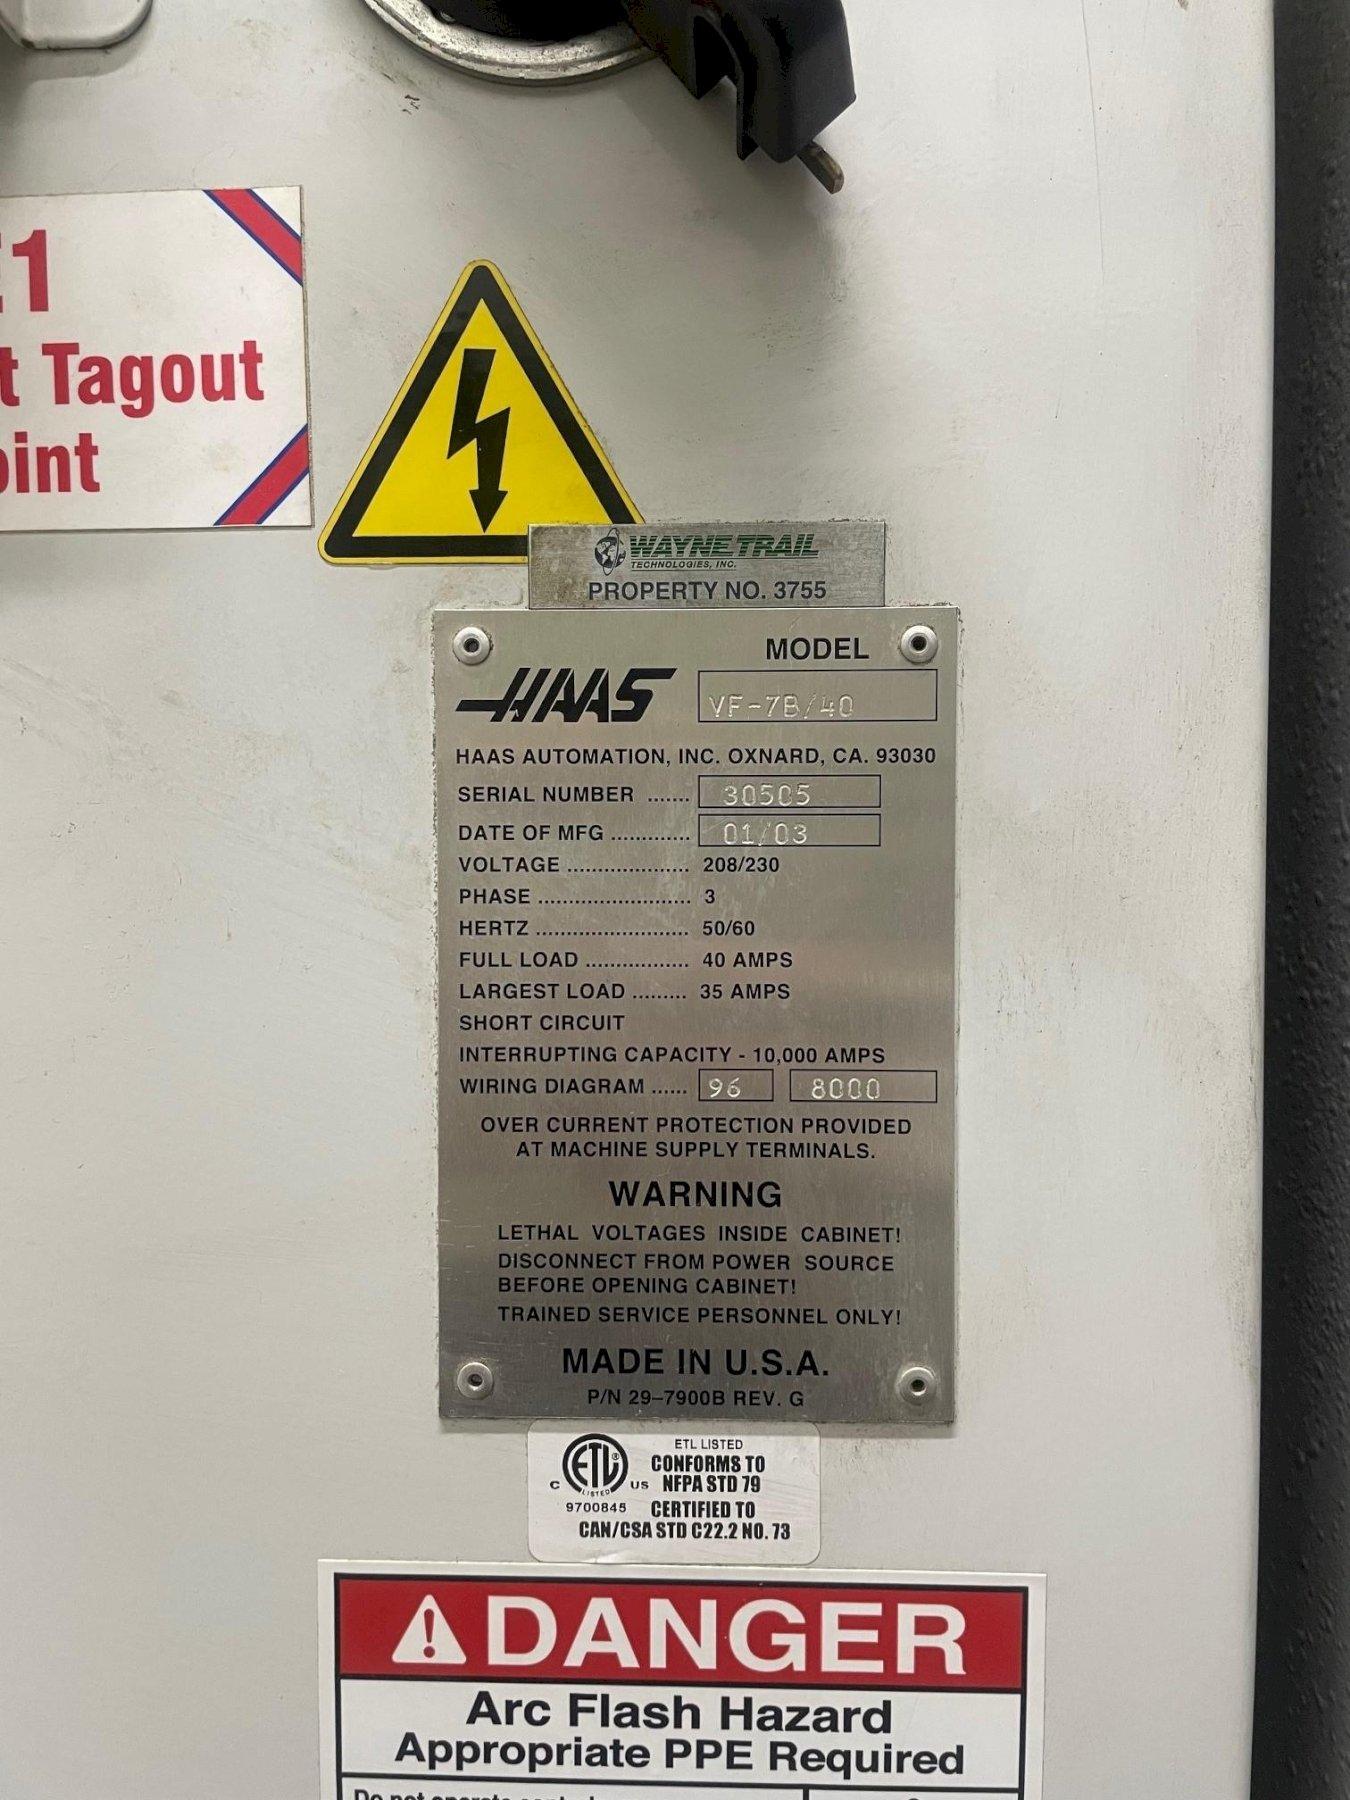 Tagout
WAYNE TRAIL
TECHNOLOGIES, INC.
PROPERTY NO. 3755
MODEL
HAAS VF-7B/40
HAAS AUTOMATION, INC. OXNARD, CA. 93030
SERIAL NUMBER ....... 30505
DATE OF MFG ............. 01/03
VOLTAGE .................... 208/230
PHASE ......................... 3
HERTZ ......................... 50/60
FULL LOAD ................. 40 AMPS
LARGEST LOAD ......... 35 AMPS
SHORT CIRCUIT
INTERRUPTING CAPACITY - 10,000 AMPS
WIRING DIAGRAM ...... 96 8000
OVER CURRENT PROTECTION PROVIDED
AT MACHINE SUPPLY TERMINALS.
WARNING
LETHAL VOLTAGES INSIDE CABINET!
DISCONNECT FROM POWER SOURCE
BEFORE OPENING CABINET!
TRAINED SERVICE PERSONNEL ONLY!
MADE IN U.S.A.
P/N 29-7900B REV. G
ETL LISTED
CONFORMS TO
C ETL LISTED US NFPA STD 79
9700845 CERTIFIED TO
CAN/CSA STD C22.2 NO. 73
DANGER
Arc Flash Hazard
Appropriate PPE Required